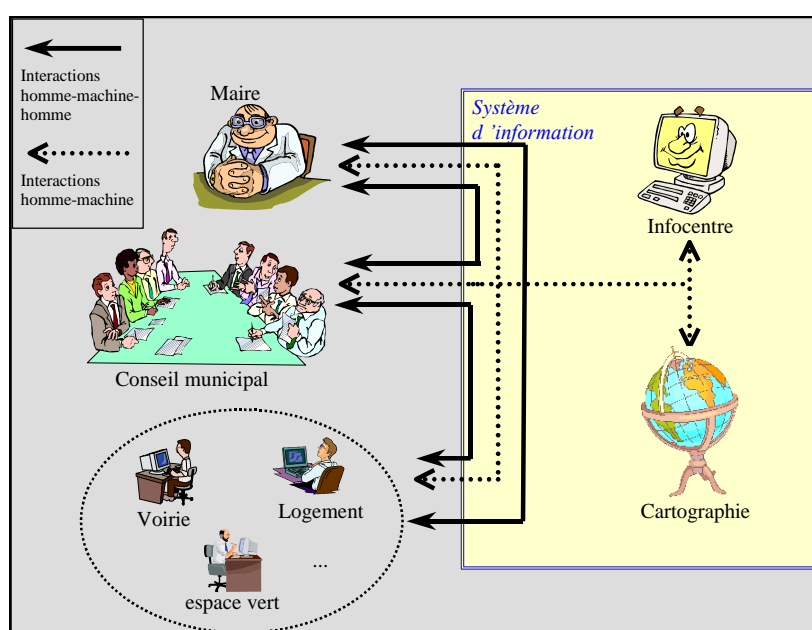 Interactions
homme-machine-
homme
Interactions
homme-machine
Maire
Système
d 'information
Infocentre
Conseil municipal
Cartographie
Voirie
Logement
espace vert
...